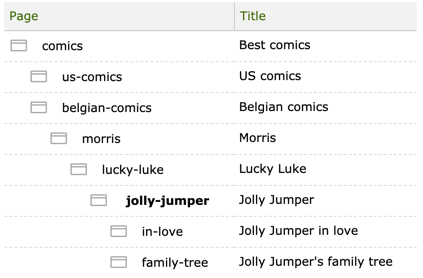 Page Title
comics Best comics
us-comics US comics
belgian-comics Belgian comics
morris Morris
lucky-luke Lucky Luke
jolly-jumper Jolly Jumper
in-love Jolly Jumper in love
family-tree Jolly Jumper's family tree